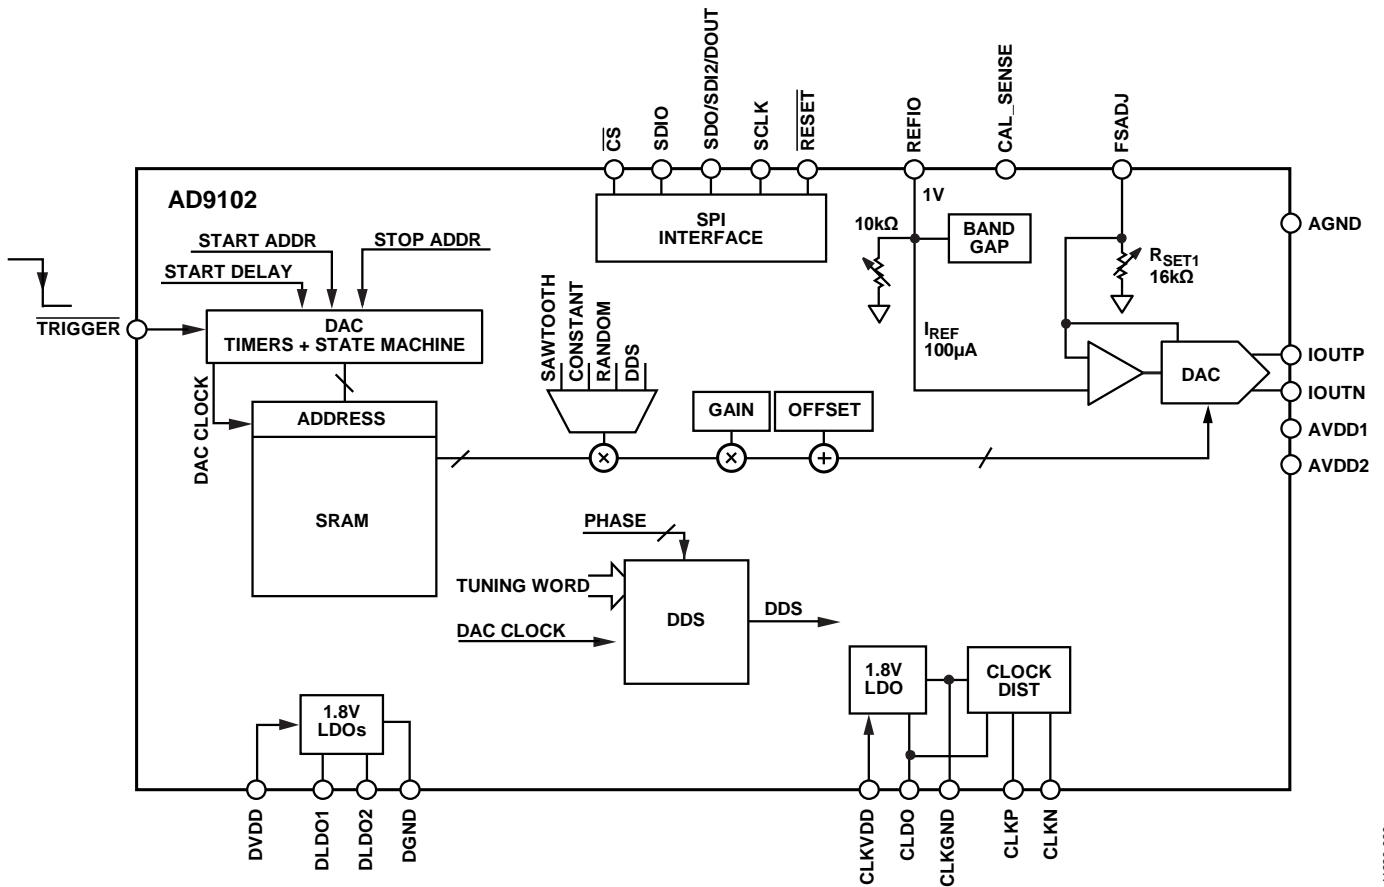 CS
SDIO
SDO/SDI2/DOUT
SCLK
RESET
REFIO
CAL_SENSE
FSADJ
AD9102
START ADDR
STOP ADDR
START DELAY
TRIGGER
DAC
TIMERS + STATE MACHINE
DAC CLOCK
ADDRESS
SRAM
SPI
INTERFACE
SAWTOOTH
CONSTANT
RANDOM
DDS
GAIN
OFFSET
×
×
+
1V
10kΩ
BAND
GAP
IREF
100µA
RSET1
16kΩ
DAC
AGND
IOUTP
IOUTN
AVDD1
AVDD2
PHASE
TUNING WORD
DAC CLOCK
DDS
DDS
1.8V
LDOs
1.8V
LDO
CLOCK
DIST
DVDD
DLDO1
DLDO2
DGND
CLKVDD
CLDO
CLKGND
CLKP
CLKN